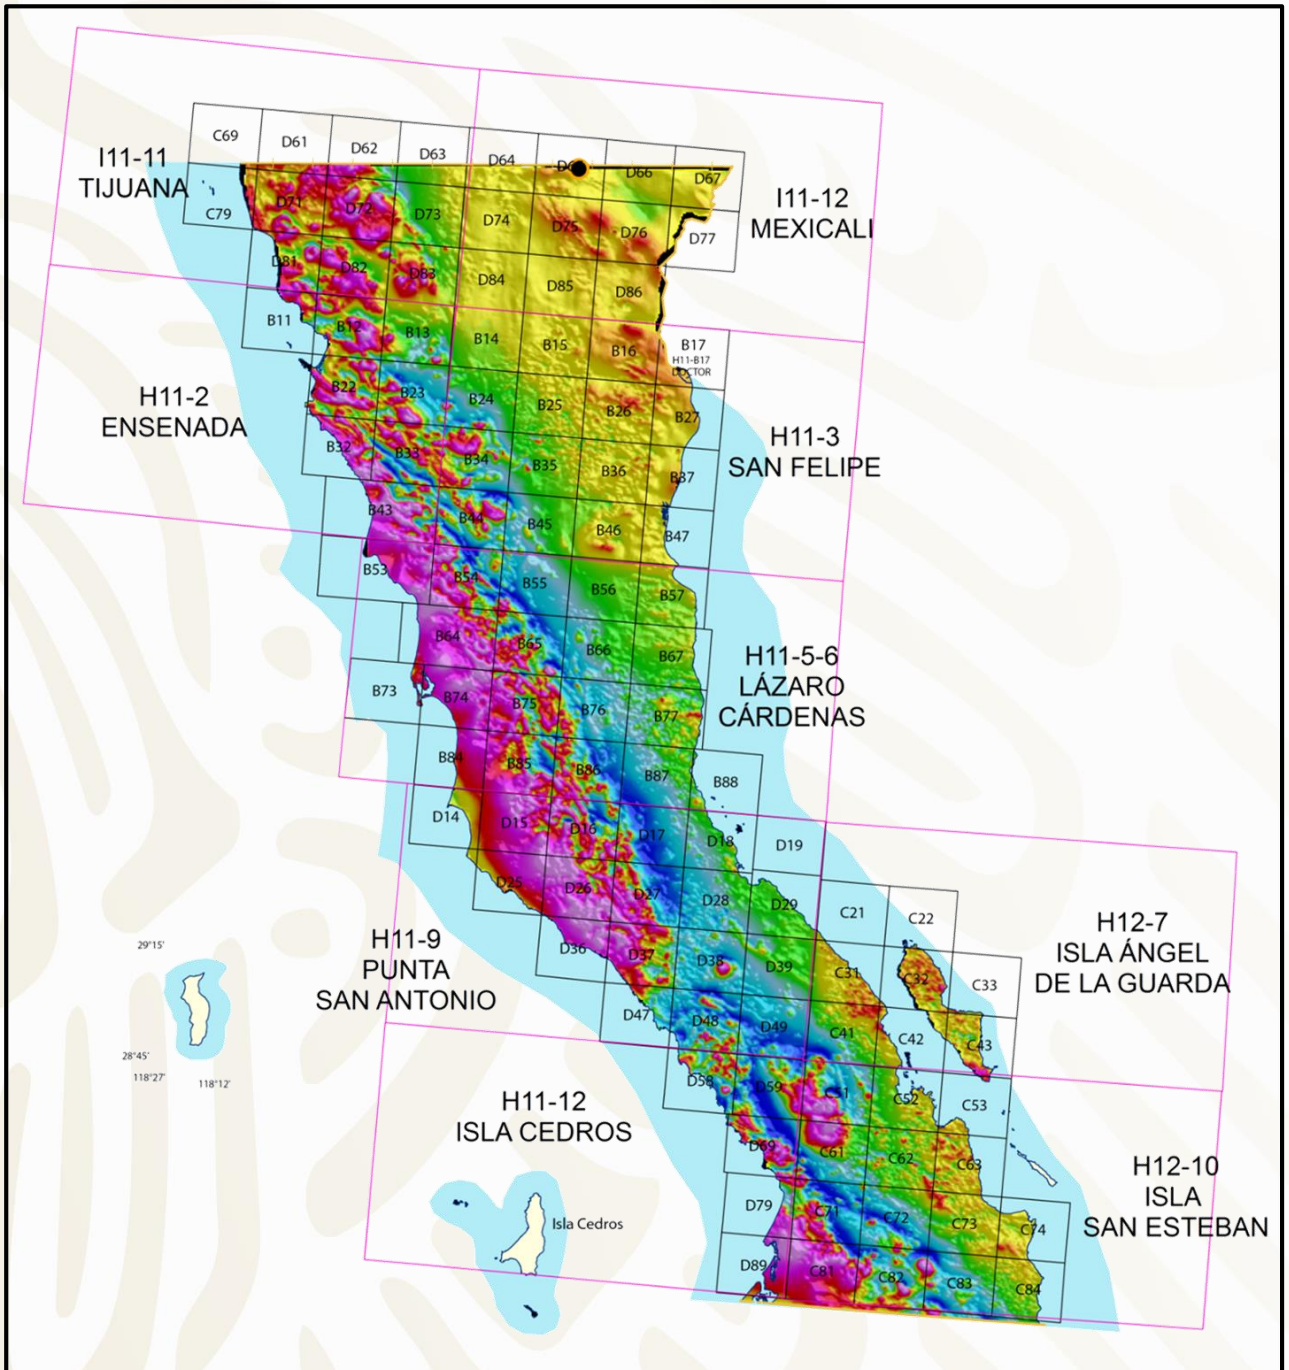 C69
D61
D62
D63
D64
D66
D67
I11-11
TIJUANA
C79
D71
D72
D73
D74
D75
D76
D77
I11-12
MEXICALI
D81
D82
D83
D84
D85
D86
B11
B12
B13
B14
B15
B16
B17
H11-B17
DOCTOR
H11-2
ENSENADA
B22
B23
B24
B25
B26
B27
H11-3
SAN FELIPE
B32
B33
B34
B35
B36
B37
B43
B44
B45
B46
B47
B53
B54
B55
B56
B57
B64
B65
B66
B67
H11-5-6
LÁZARO
CÁRDENAS
B73
B74
B75
B76
B77
B84
B85
B86
B87
B88
D14
D15
D16
D17
D18
D19
D25
D26
D27
D28
D29
C21
C22
H12-7
ISLA ÁNGEL
DE LA GUARDA
H11-9
PUNTA
SAN ANTONIO
29°15'
D36
D37
D38
D39
C31
C32
C33
D47
D48
D49
C41
C42
C43
28°45'
118°27'
118°12'
D58
D59
C51
C52
C53
H11-12
ISLA CEDROS
D69
C61
C62
C63
H12-10
ISLA
SAN ESTEBAN
D79
C71
C72
C73
C74
Isla Cedros
D89
C81
C82
C83
C84